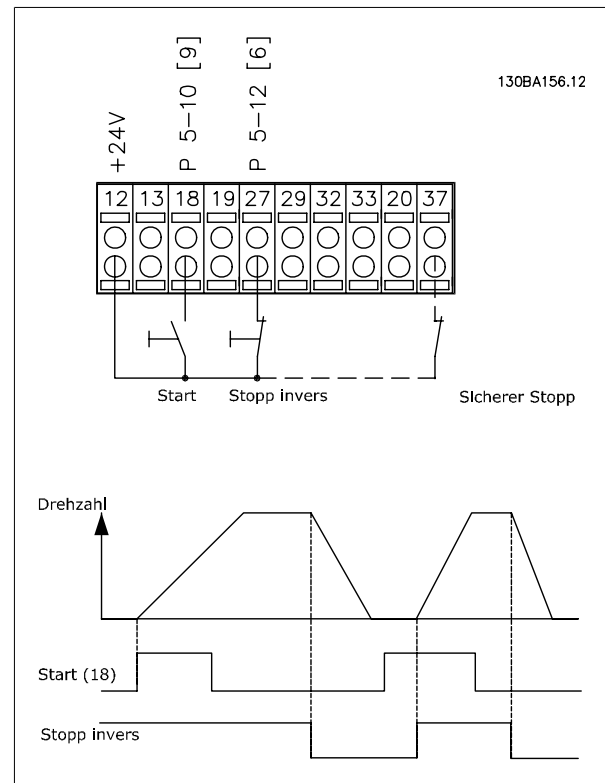 130BA156.12
+24V
P 5-10 [9]
P 5-12 [6]
12 13 18 19 27 29 32 33 20 37
Start
Stopp invers
Sicherer Stopp
Drehzahl
Start (18)
Stopp invers